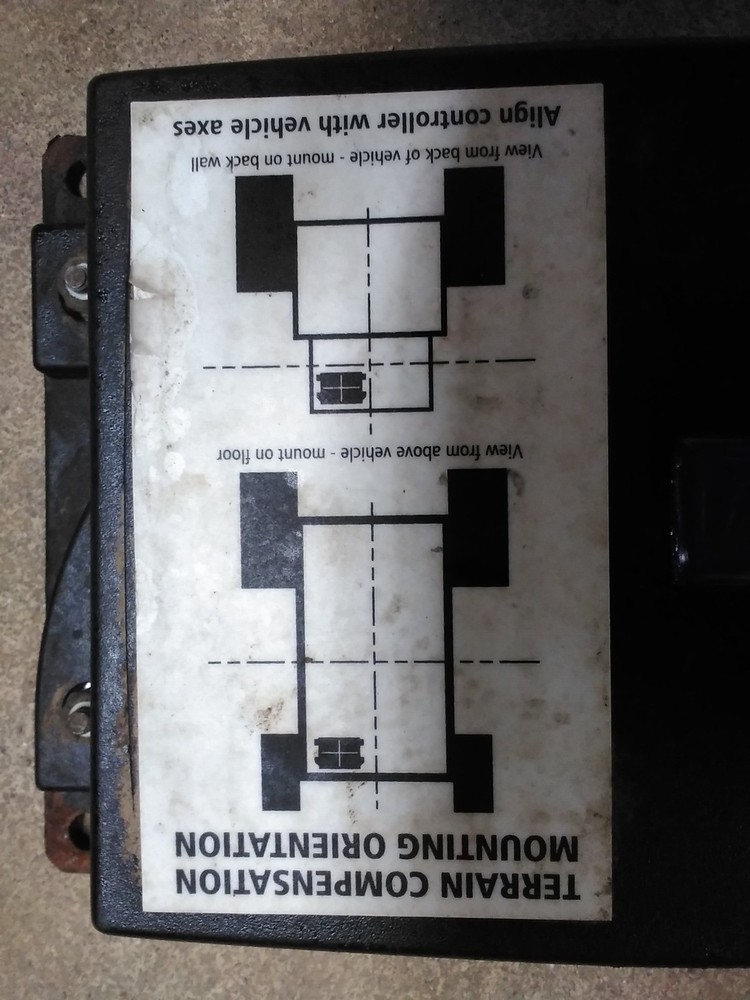 TERRAIN COMPENSATION
MOUNTING ORIENTATION
View from above vehicle - mount on floor
View from back of vehicle - mount on back wall
Align controller with vehicle axes